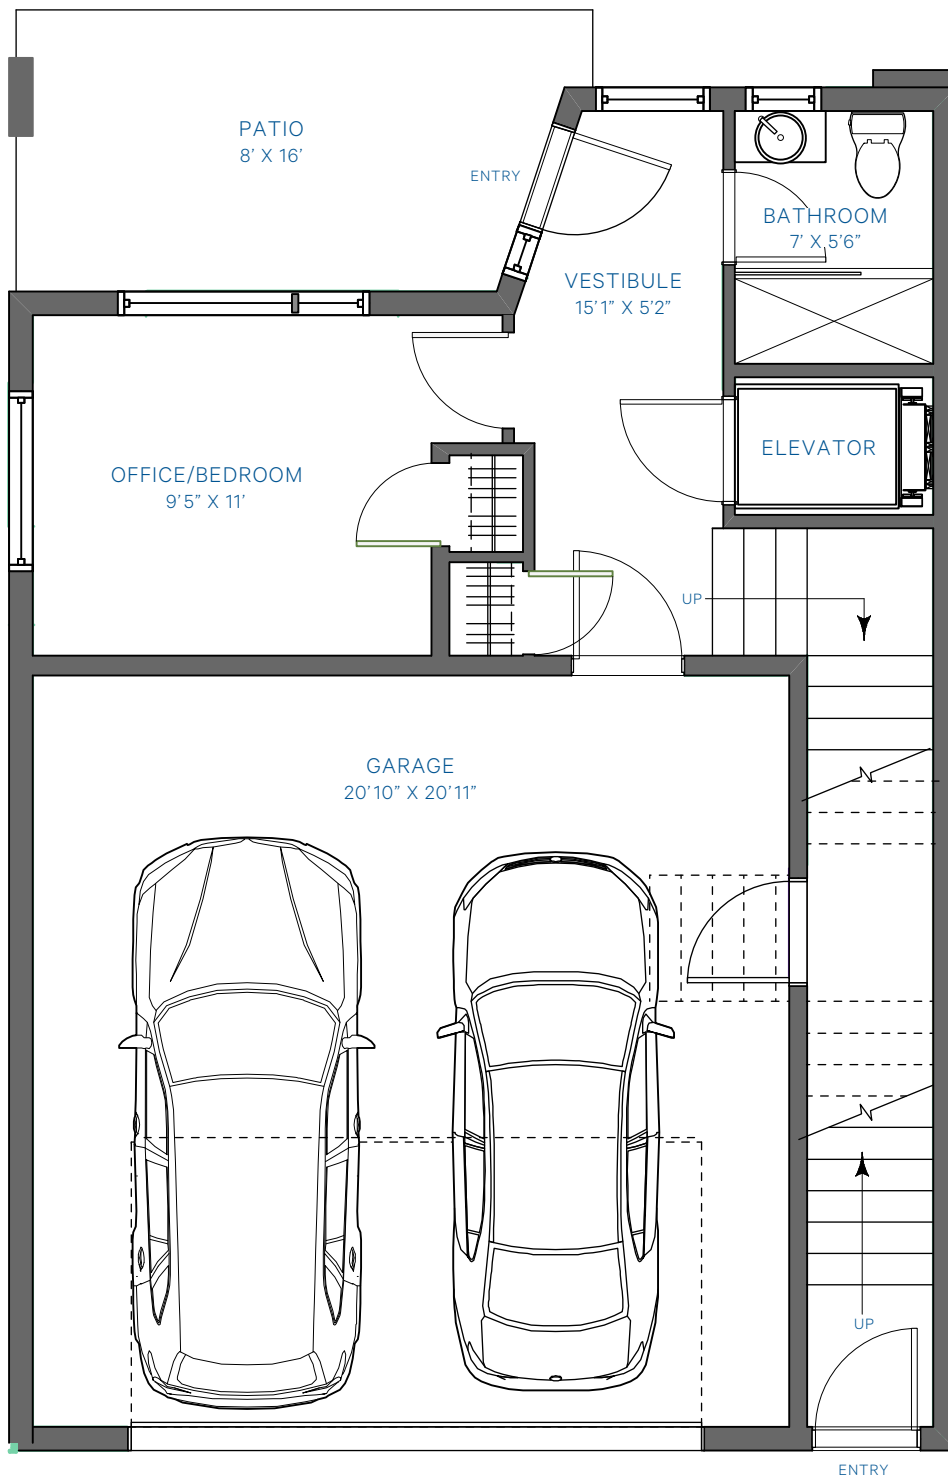 PATIO
8’ X 16’
ENTRY
BATHROOM
7’ X 5’6”
VESTIBULE
15’1” X 5’2”
ELEVATOR
OFFICE/BEDROOM
9’5” X 11’
UP
GARAGE
20’10” X 20’11”
UP
ENTRY